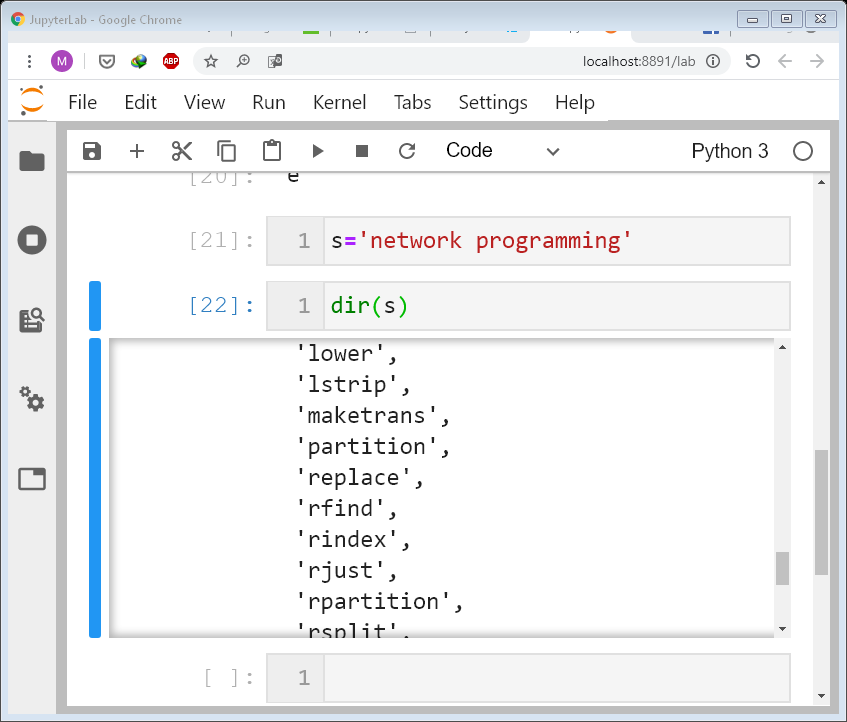 JupyterLab - Google Chrome
M ABP localhost:8891/lab
File Edit View Run Kernel Tabs Settings Help
Code Python 3
[20]: e
[21]: 1 s='network programming'
[22]: 1 dir(s)
'lower',
'lstrip',
'maketrans',
'partition',
'replace',
'rfind',
'rindex',
'rjust',
'rpartition',
'rsplit',
[ ]: 1